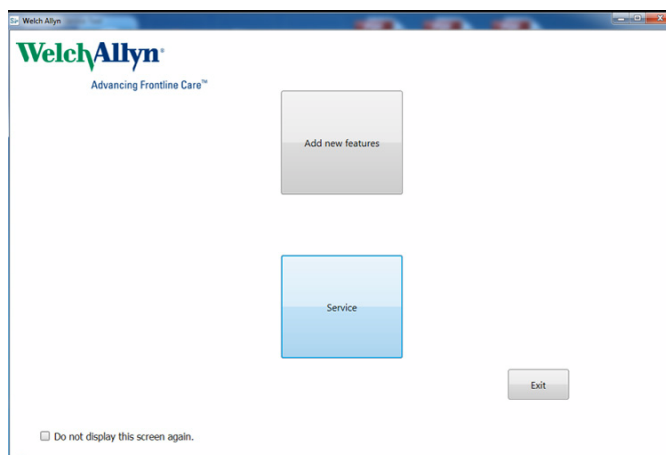 Welch Allyn
WelchAllyn®
Advancing Frontline Care™
Add new features
Service
Exit
Do not display this screen again.